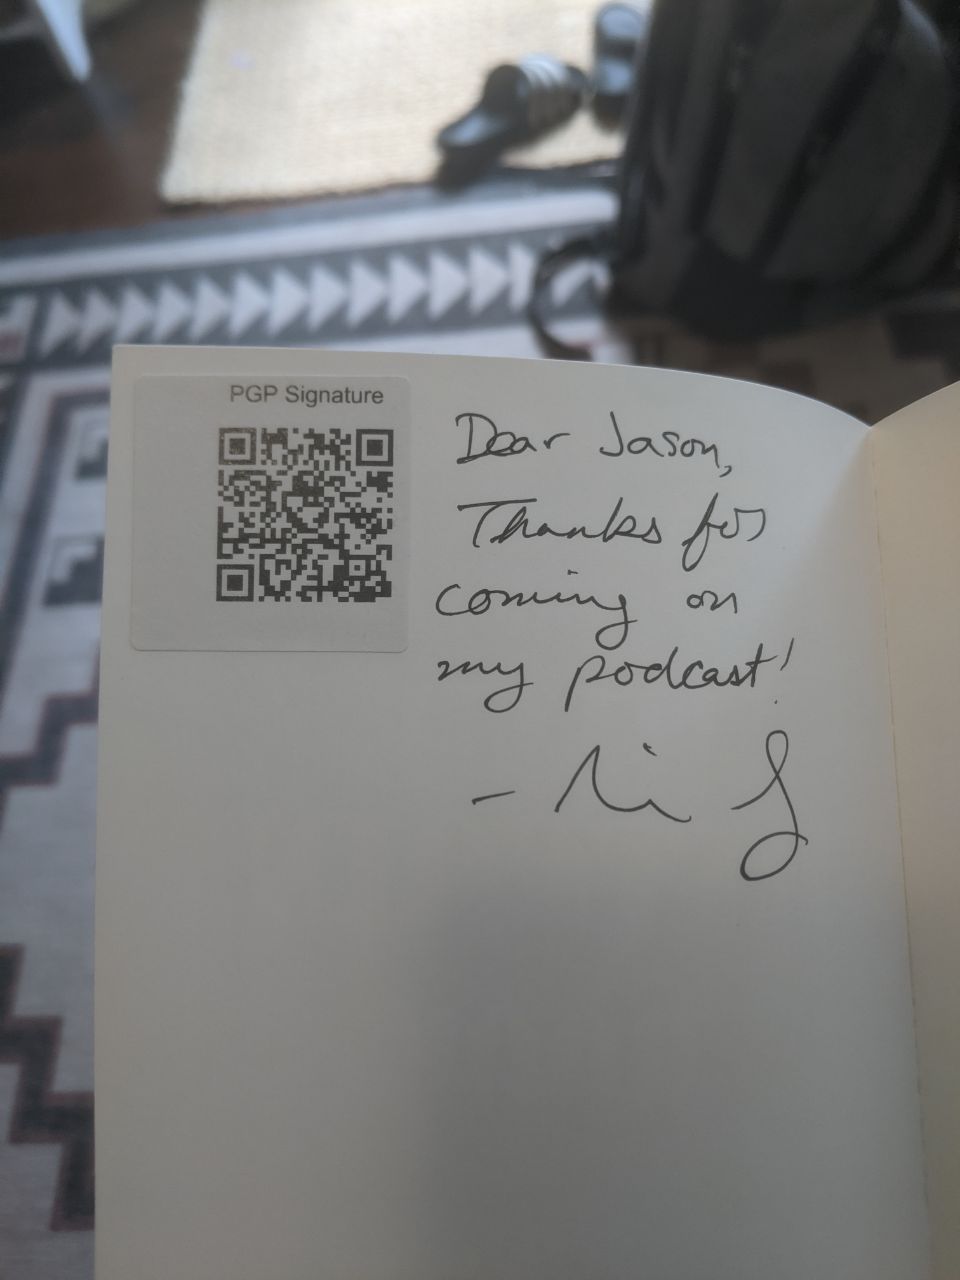 PGP Signature
Dear Jason,
Thanks for
coming on
my podcast!